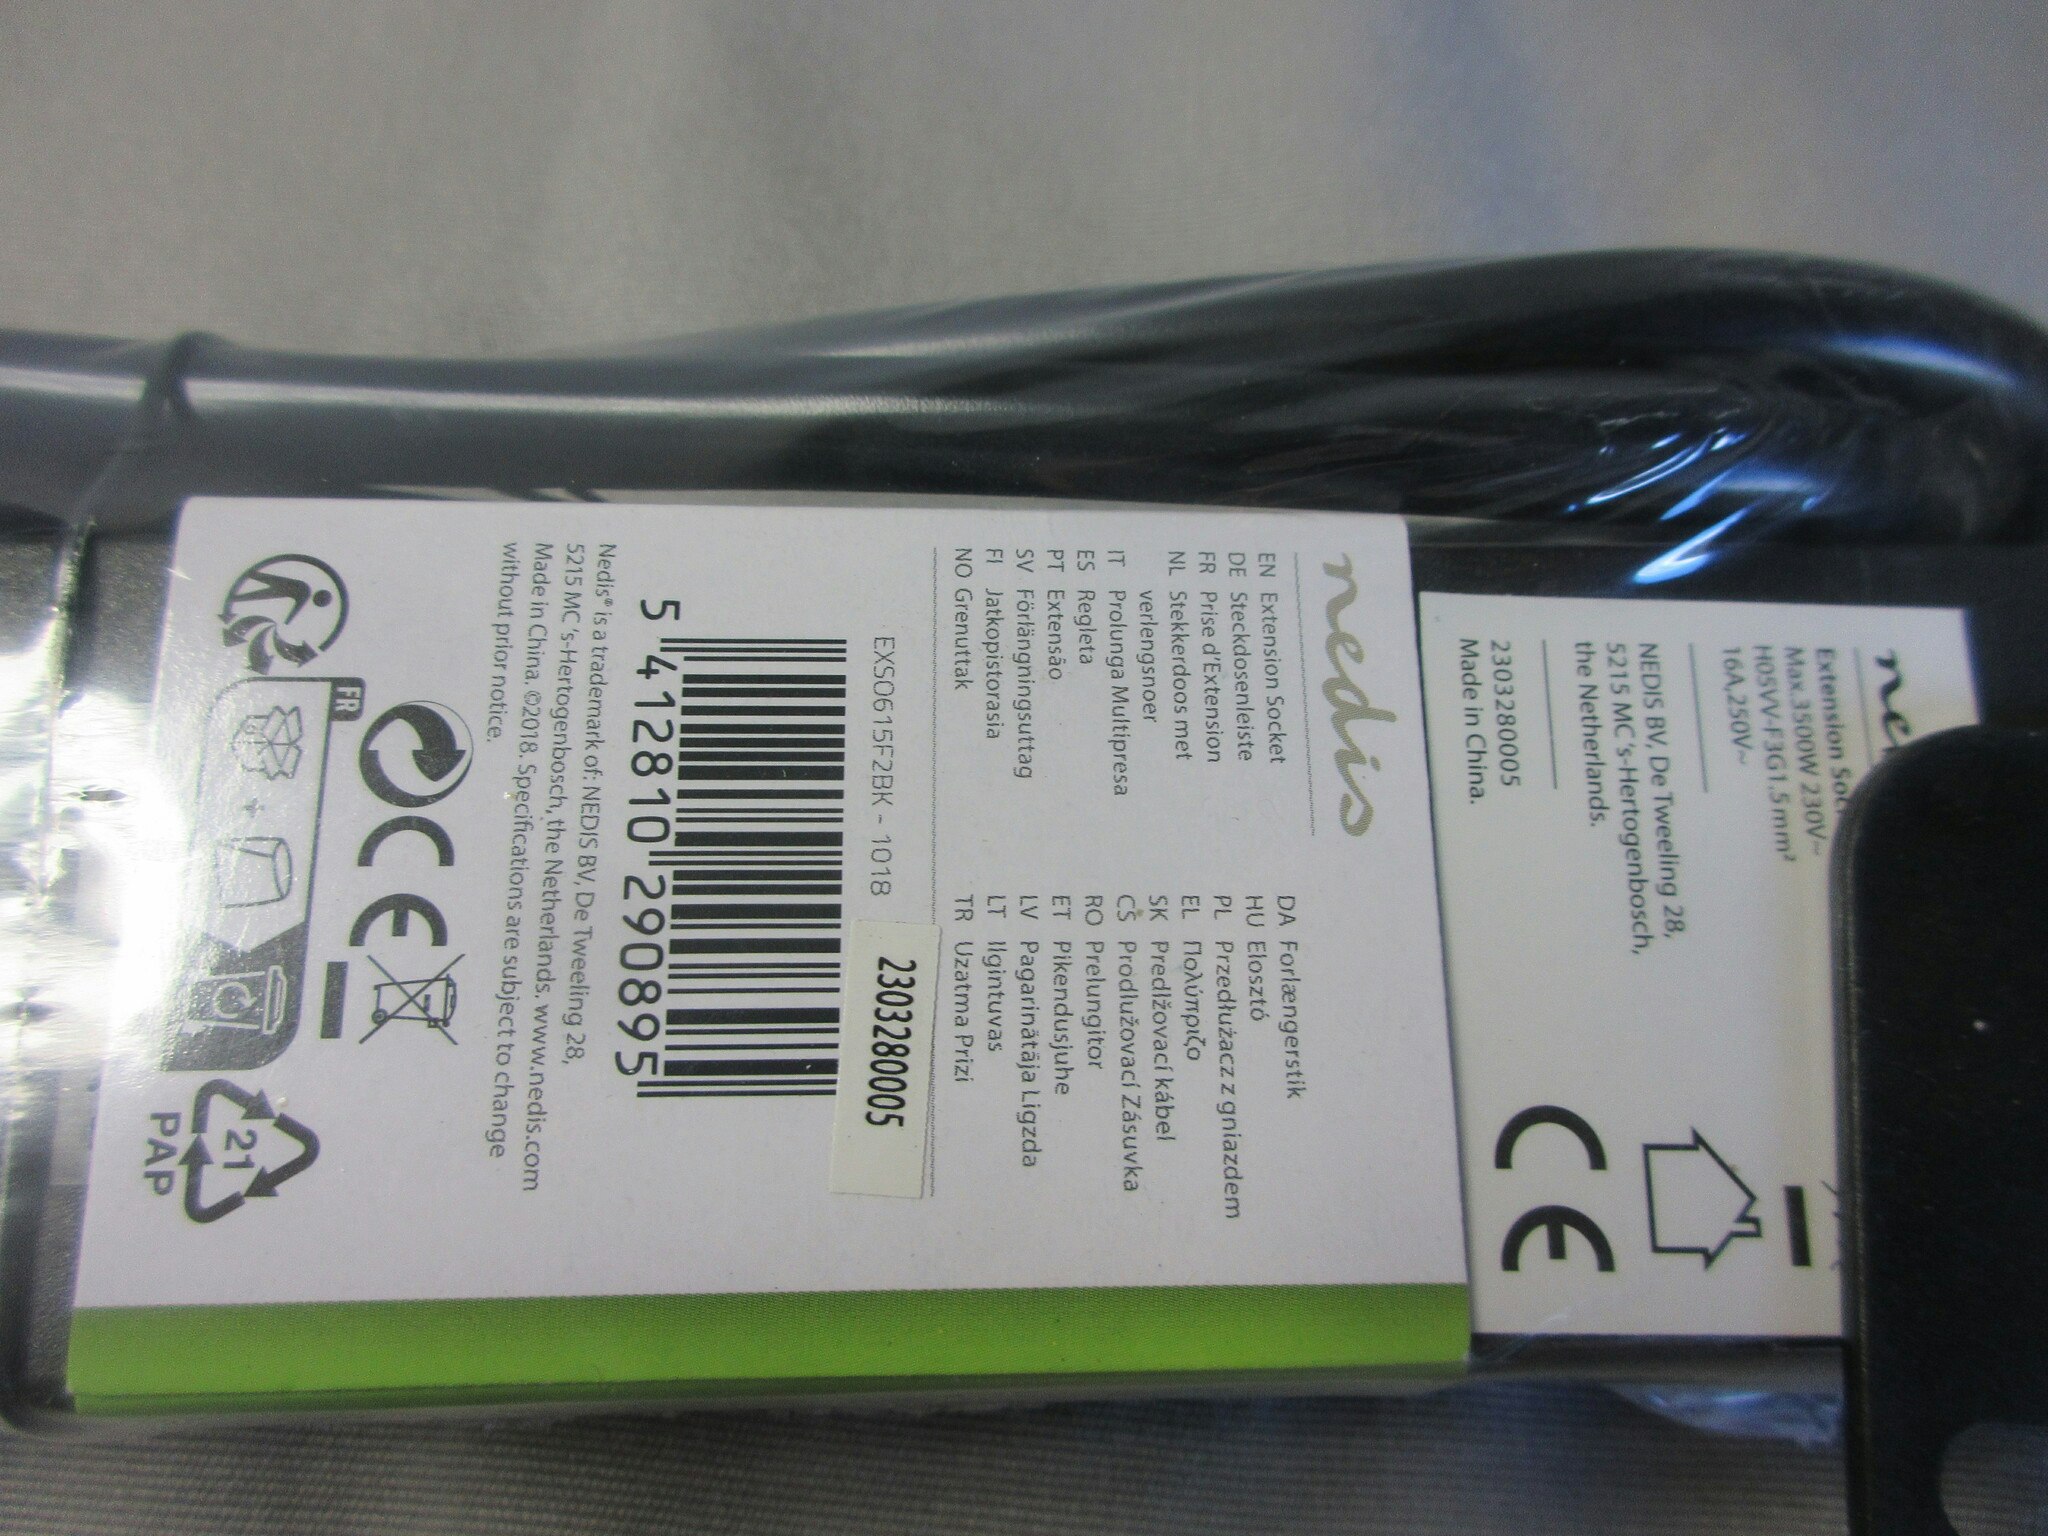 nedis
EN Extension Socket
DE Steckdosenleiste
FR Prise d'Extension
NL Stekkerdoos met
verlengsnoer
IT Prolunga Multipresa
ES Regleta
PT Extensão
SV Förlängningsuttag
FI Jatkopistorasia
NO Grenuttak
DA Forlængerstik
HU Elosztó
PL Przedłużacz z gniazdem
EL Πολύπριζο
SK Predlžovací kábel
CS Prodlužovací Zásuvka
RO Prelungitor
ET Pikendusjuhe
LV Pagarinātāja Ligzda
LT Ilgintuvas
TR Uzatma Prizi
EXS0615F2BK - 1018
2303280005
5 412810 290895
Nedis® is a trademark of: NEDIS BV, De Tweeling 28,
5215 MC 's-Hertogenbosch, the Netherlands. www.nedis.com
Made in China. ©2018. Specifications are subject to change
without prior notice.
CE
FR
+
21
PAP
Extension
Max.3500W 230V~
H05VV-F3G1.5mm²
16A,250V~
NEDIS BV, De Tweeling 28,
5215 MC 's-Hertogenbosch,
the Netherlands.
2303280005
Made in China.
CE